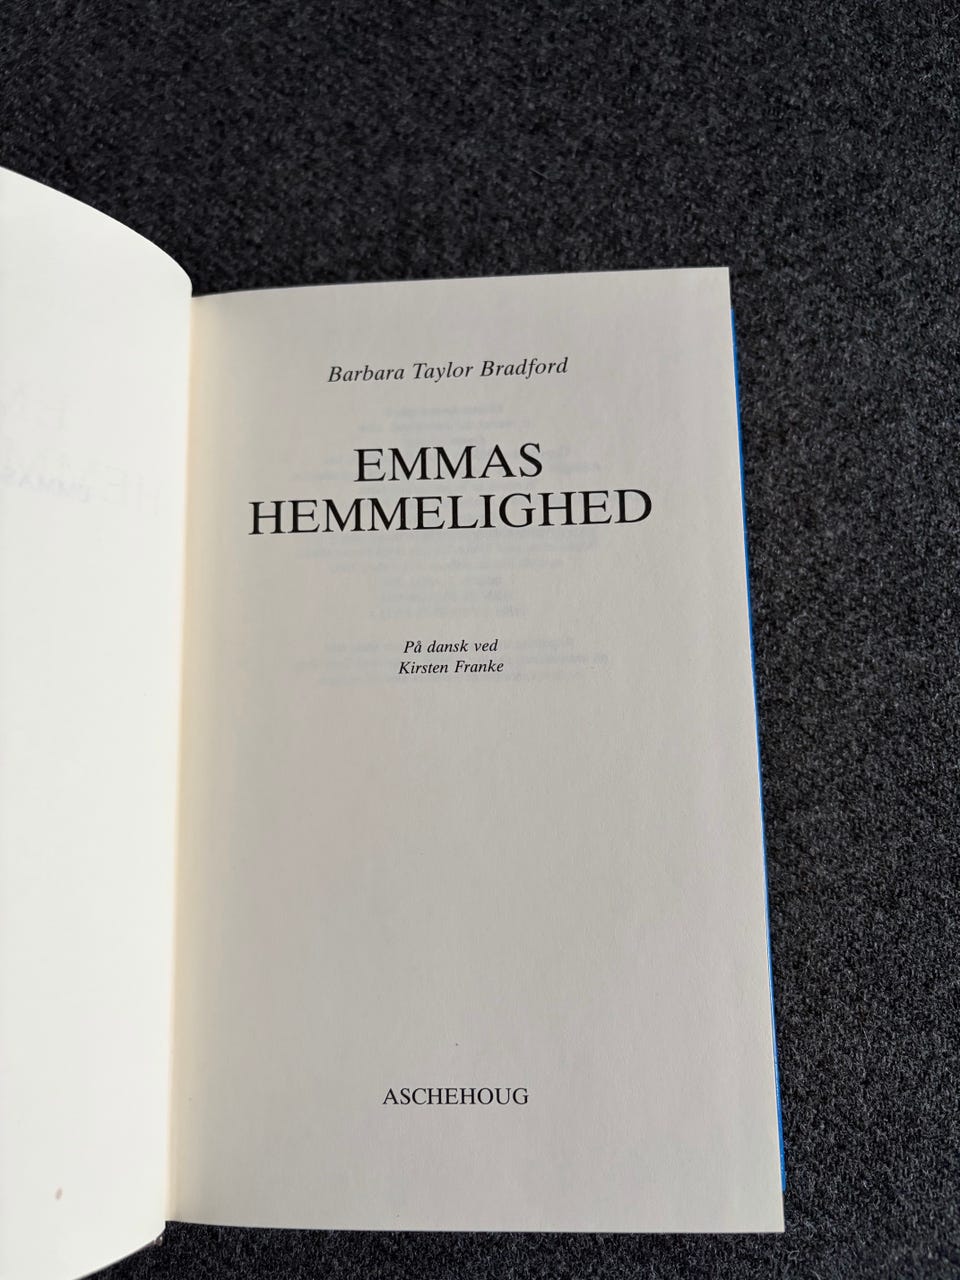 Barbara Taylor Bradford
EMMAS
HEMMELIGHED
På dansk ved
Kirsten Franke
ASCHEHOUG